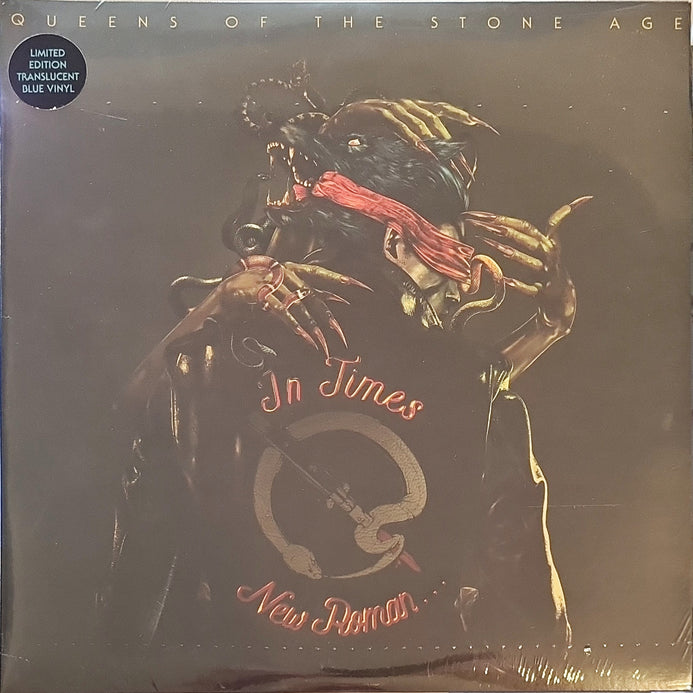 QUEENS OF THE STONE AGE
LIMITED
EDITION
TRANSLUCENT
BLUE VINYL
In Times
New Roman....